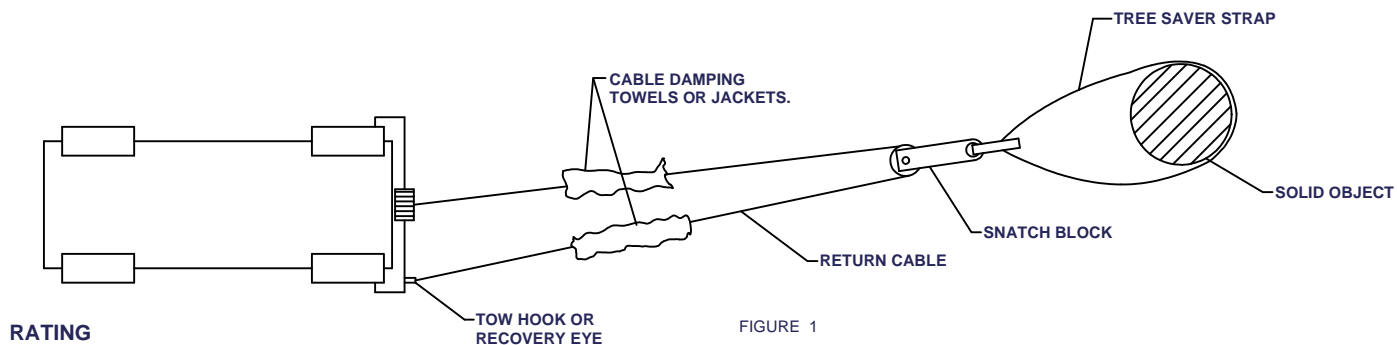 TREE SAVER STRAP
CABLE DAMPING
TOWELS OR JACKETS.
SOLID OBJECT
SNATCH BLOCK
RETURN CABLE
TOW HOOK OR
RECOVERY EYE
FIGURE 1
RATING